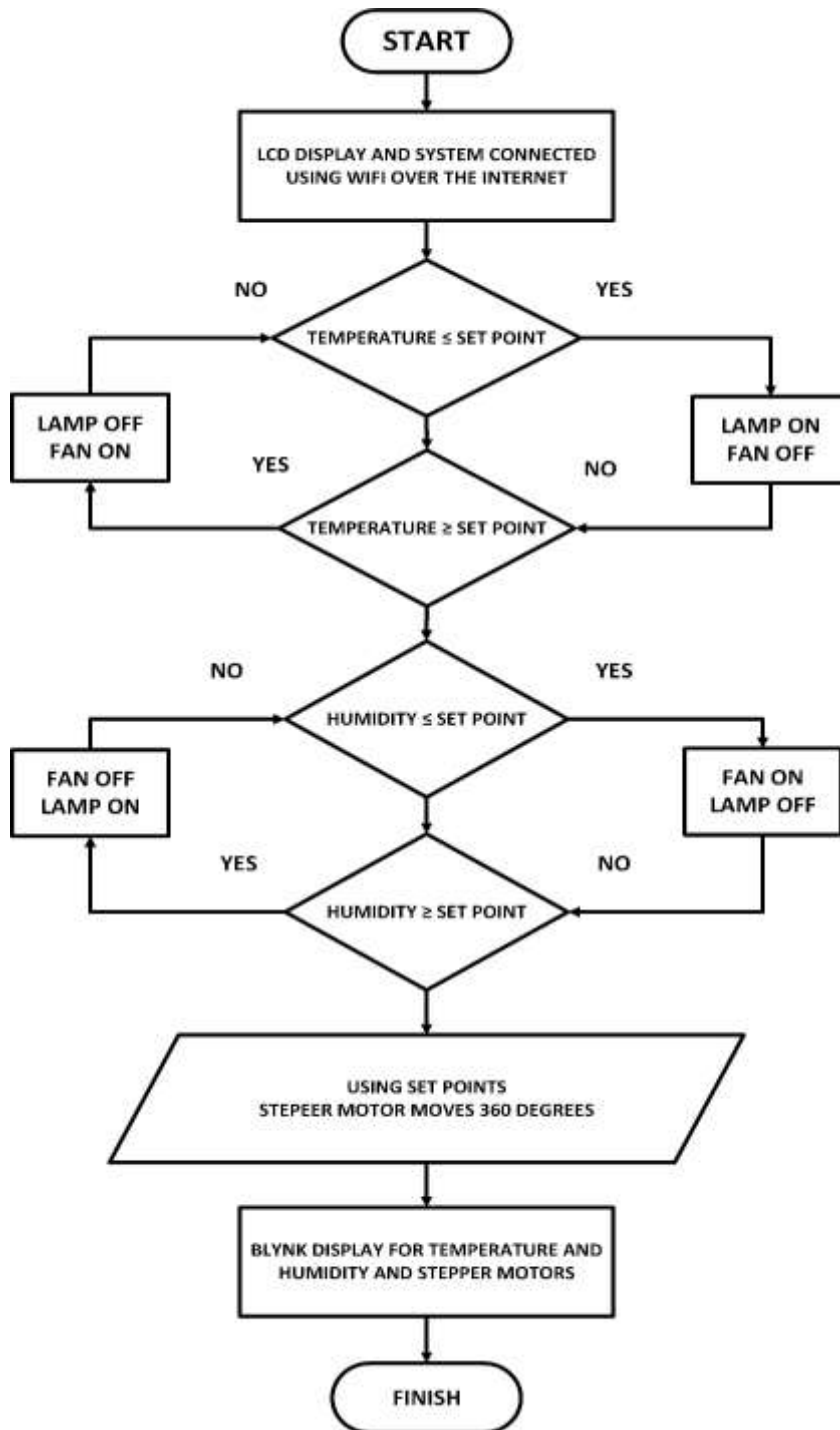 START
LCD DISPLAY AND SYSTEM CONNECTED
USING WIFI OVER THE INTERNET
NO
YES
TEMPERATURE ≤ SET POINT
LAMP OFF
FAN ON
LAMP ON
FAN OFF
YES
NO
TEMPERATURE ≥ SET POINT
NO
YES
HUMIDITY ≤ SET POINT
FAN OFF
LAMP ON
FAN ON
LAMP OFF
YES
NO
HUMIDITY ≥ SET POINT
USING SET POINTS
STEPEER MOTOR MOVES 360 DEGREES
BLYNK DISPLAY FOR TEMPERATURE AND
HUMIDITY AND STEPPER MOTORS
FINISH